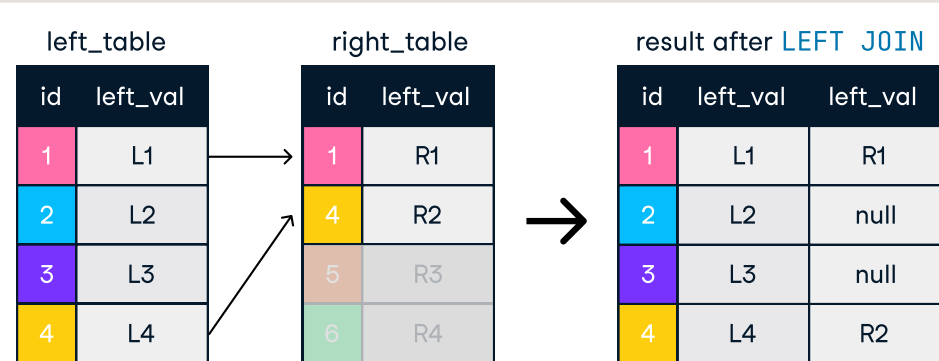 left_table right_table result after LEFT JOIN
id left_val id left_val id left_val left_val
1 L1 1 R1 1 L1 R1
2 L2 4 R2 2 L2 null
3 L3 5 R3 3 L3 null
4 L4 6 R4 4 L4 R2